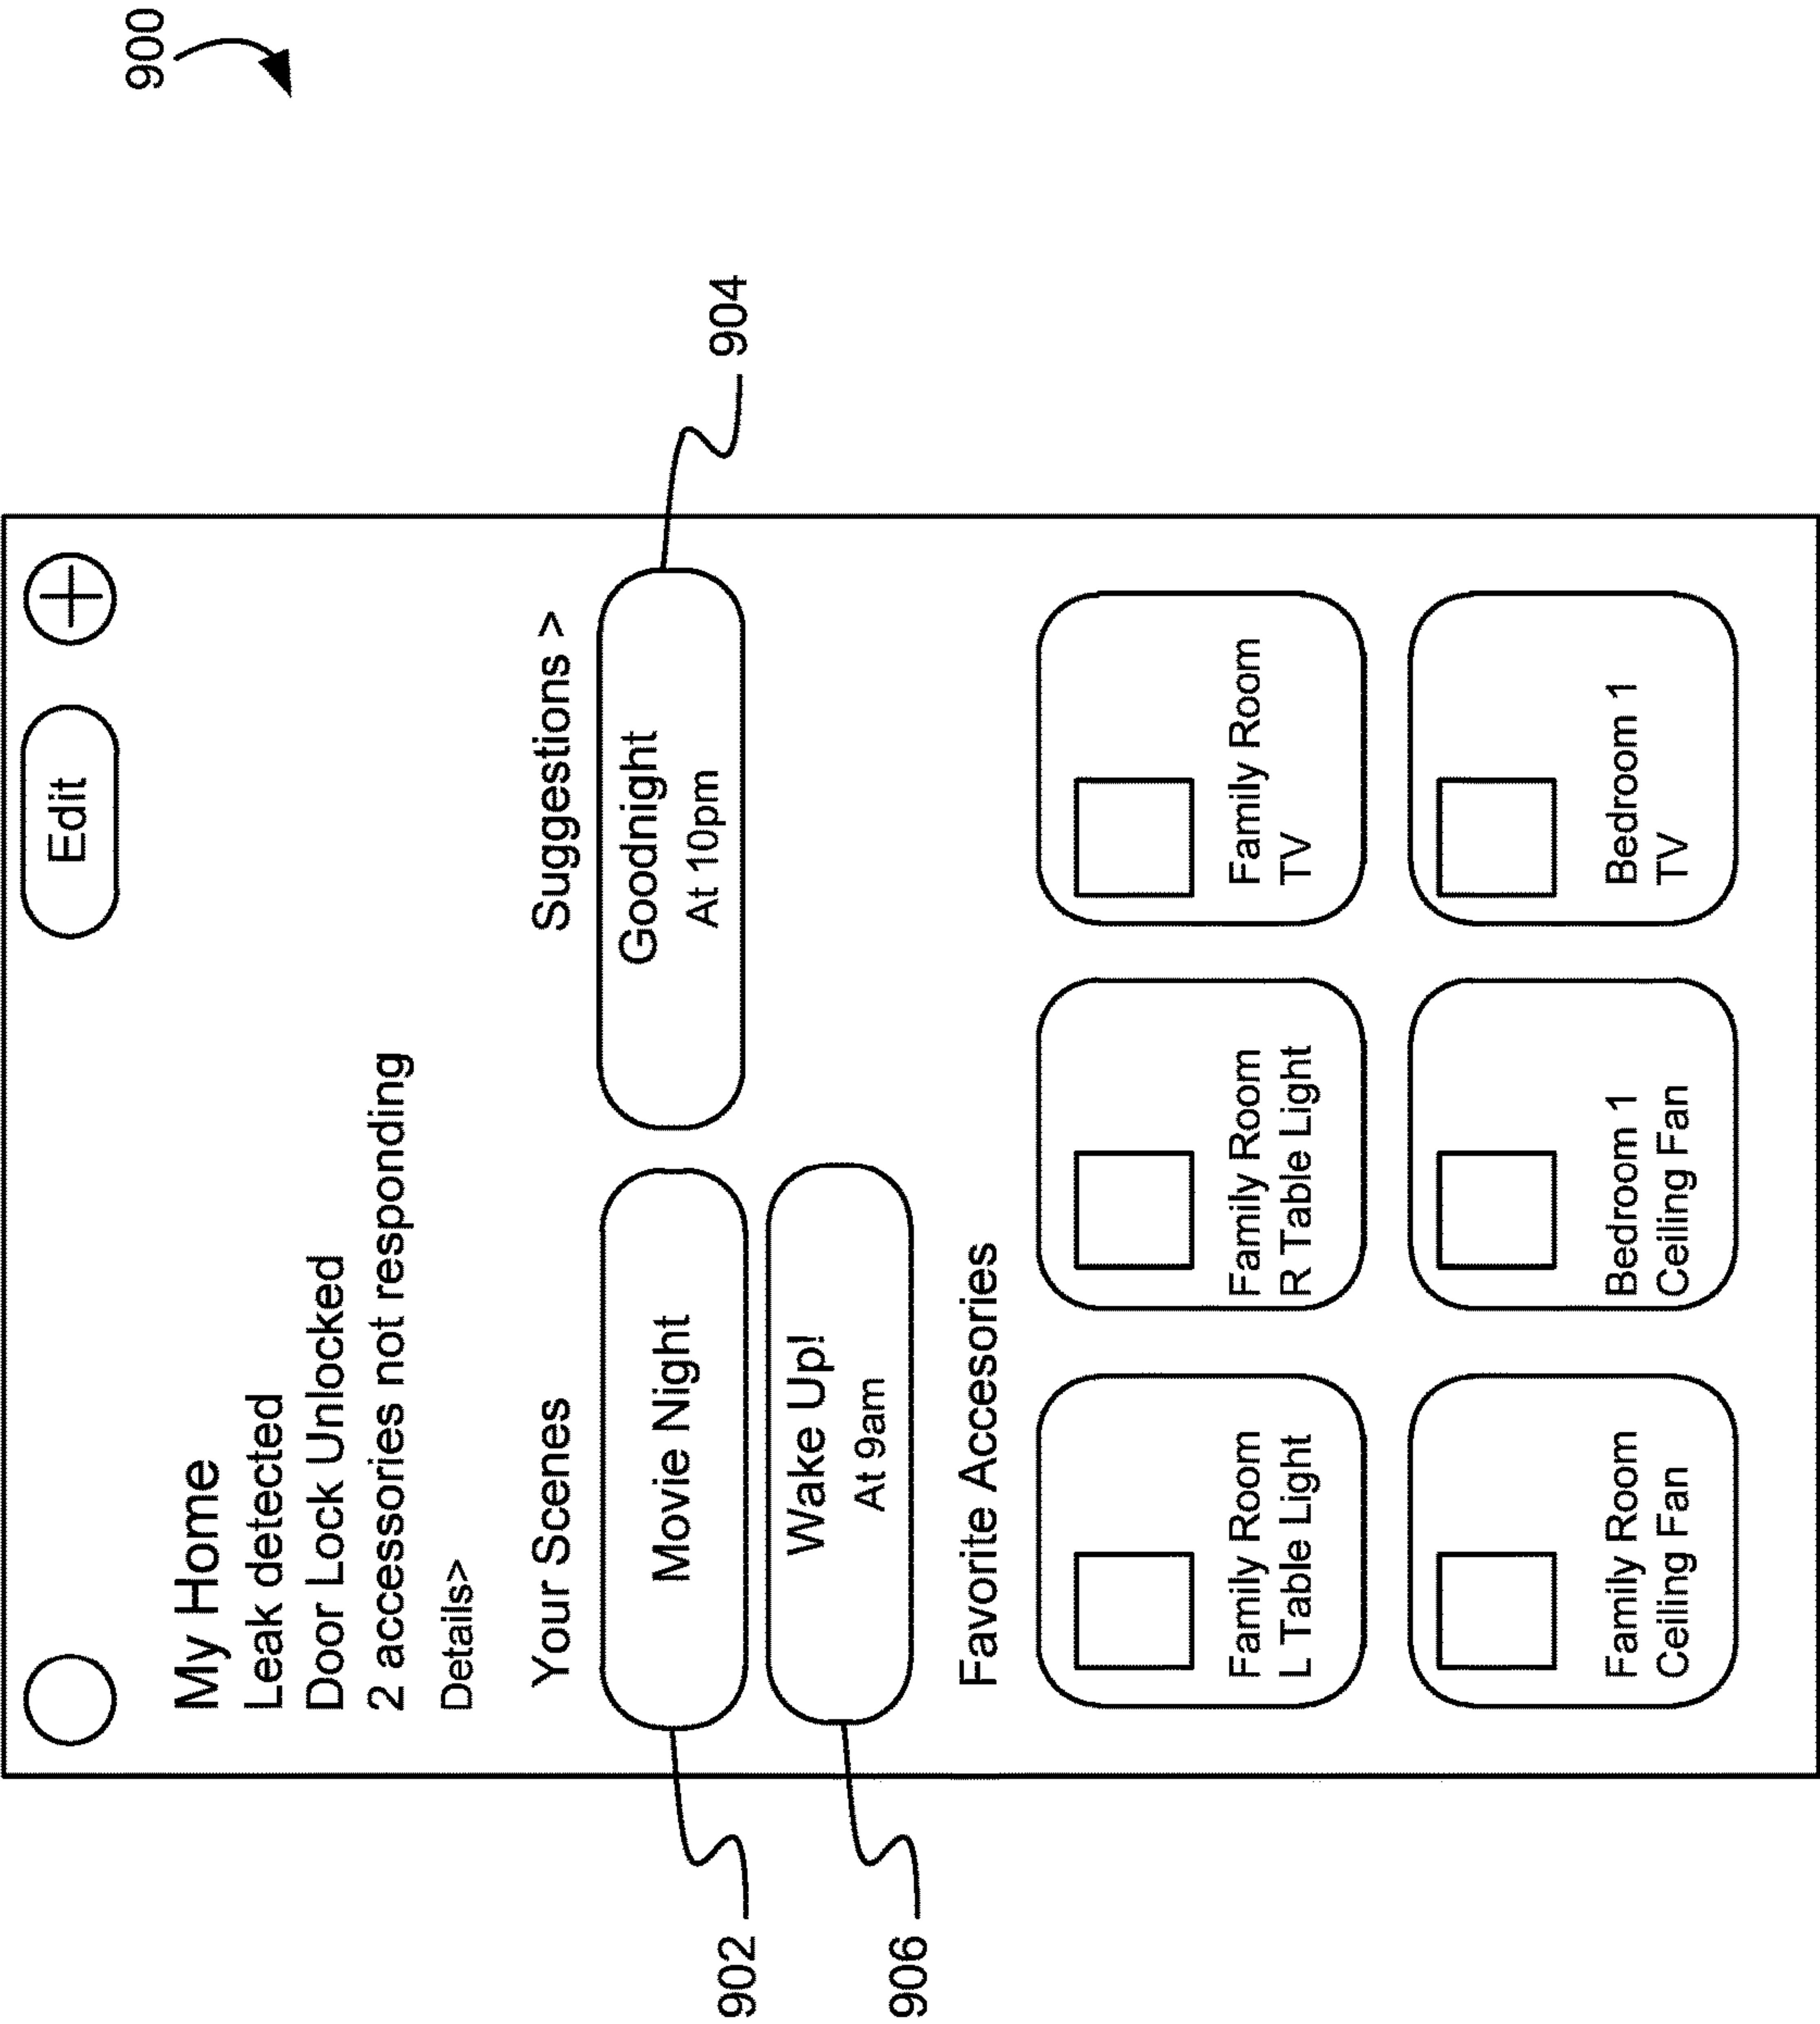 900
Edit
My Home
Leak detected
Door Lock Unlocked
2 accessories not responding
Details>
Your Scenes
Suggestions >
Movie Night
Goodnight
At 10pm
902
904
Wake Up!
At 9am
906
Favorite Accesories
Family Room
L Table Light
Family Room
R Table Light
Family Room
TV
Family Room
Ceiling Fan
Bedroom 1
Ceiling Fan
Bedroom 1
TV